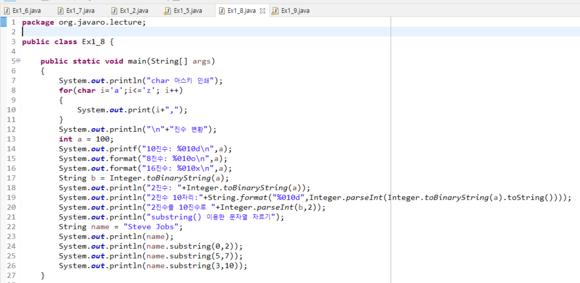 Ex1_6.java Ex1_7.java Ex1_2.java Ex1_5.java Ex1_8.java Ex1_9.java
1 package org.javaro.lecture;
2
3 public class Ex1_8 {
4
5 public static void main(String[] args)
6 {
7 System.out.println("char 아스키 인쇄");
8 for(char i='a';i<='z'; i++)
9 {
10 System.out.print(i+",");
11 }
12 System.out.println("\n"+"진수 변환");
13 int a = 100;
14 System.out.printf("10진수: %010d\n",a);
15 System.out.format("8진수: %010o\n",a);
16 System.out.format("16진수: %010x\n",a);
17 String b = Integer.toBinaryString(a);
18 System.out.println("2진수: "+Integer.toBinaryString(a));
19 System.out.println("2진수 10자리:"+String.format("%010d",Integer.parseInt(Integer.toBinaryString(a).toString())));
20 System.out.println("2진수를 10진수로 "+Integer.parseInt(b,2));
21 System.out.println("substring() 이용한 문자열 자르기");
22 String name = "Steve Jobs";
23 System.out.println(name);
24 System.out.println(name.substring(0,2));
25 System.out.println(name.substring(5,7));
26 System.out.println(name.substring(3,10));
27 }